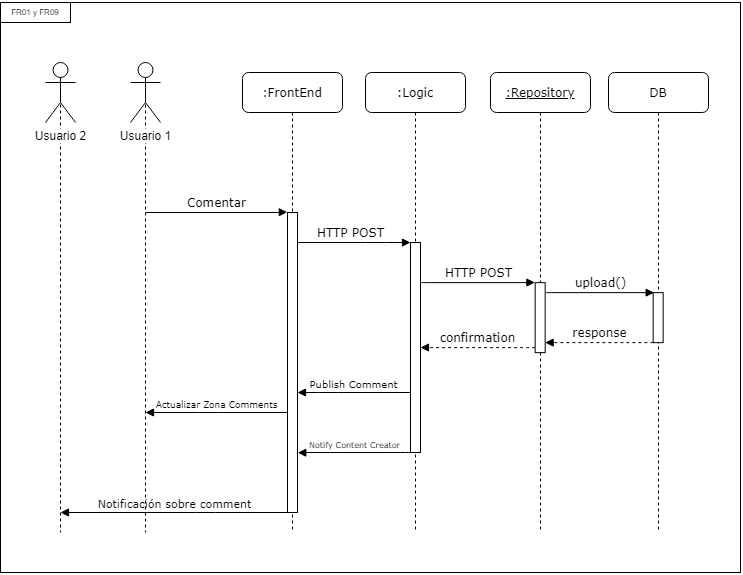 FR01 y FR09
:FrontEnd
:Logic
:Repository
DB
Usuario 2
Usuario 1
Comentar
HTTP POST
HTTP POST
upload()
response
confirmation
Publish Comment
Actualizar Zona Comments
Notify Content Creator
Notificación sobre comment